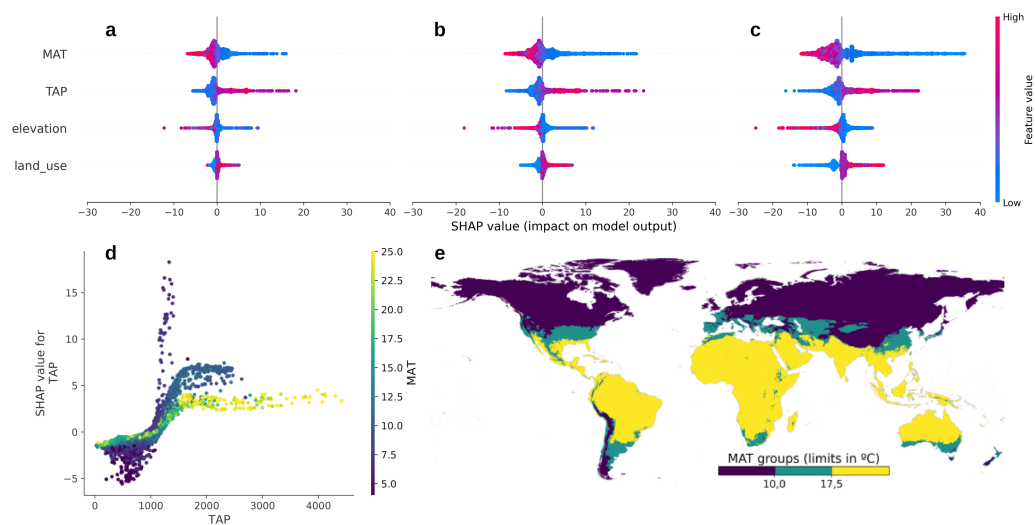 a
b
c
MAT
TAP
elevation
land_use
−30 −20 −10 0 10 20 30 40
−30 −20 −10 0 10 20 30 40
−30 −20 −10 0 10 20 30 40
SHAP value (impact on model output)
High
Feature value
Low
d
15
10
5
0
−5
SHAP value for
TAP
0 1000 2000 3000 4000
TAP
25.0
22.5
20.0
17.5
15.0
12.5
10.0
7.5
5.0
MAT
e
MAT groups (limits in ºC)
10,0 17,5